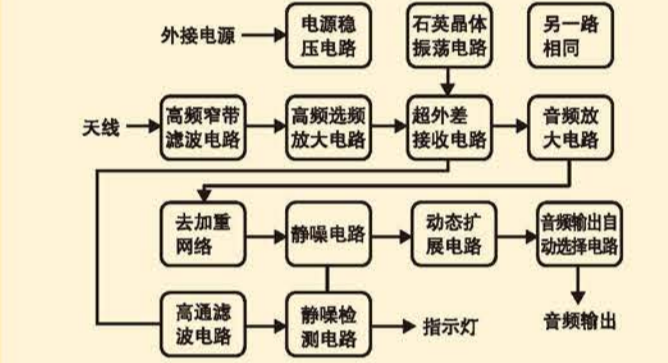 外接电源
电源稳
压电路
石英晶体
振荡电路
另一路
相同
天线
高频窄带
滤波电路
高频选频
放大电路
超外差
接收电路
音频放
大电路
去加重
网络
静噪电路
动态扩
展电路
音频输出自
动选择电路
高通滤
波电路
静噪检
测电路
指示灯
音频输出